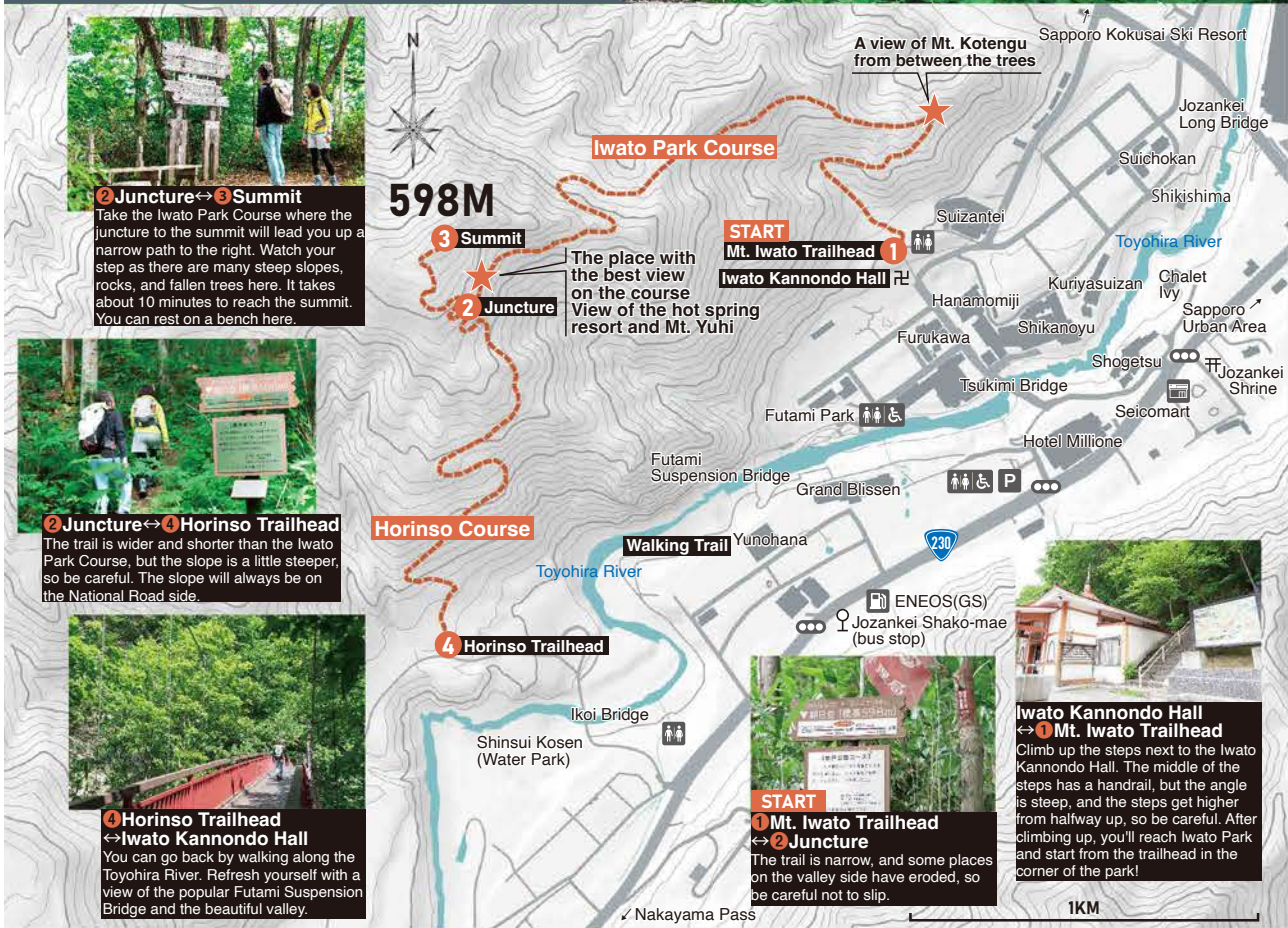 N
A view of Mt. Kotengu
from between the trees
Sapporo Kokusai Ski Resort
Jozankei
Long Bridge
Iwato Park Course
Suichokan
Shikishima
598M
3 Summit
2 Juncture
The place with
the best view
on the course
View of the hot spring
resort and Mt. Yuhi
START
Mt. Iwato Trailhead 1
Iwato Kannondo Hall 卍
Suizantei
Toyohira River
Hanamomiji
Kuriyasuizan
Chalet
Ivy
Furukawa
Shikanoyu
Sapporo
Urban Area
Shogetsu
Jozankei
Shrine
Tsukimi Bridge
Seicomart
Futami Park
Hotel Millione
Futami
Suspension Bridge
Grand Blissen
P
Horinso Course
Walking Trail
Yunohana
230
Toyohira River
ENEOS(GS)
Jozankei Shako-mae
(bus stop)
4 Horinso Trailhead
Ikoi Bridge
Shinsui Kosen
(Water Park)
Nakayama Pass
1KM
2 Juncture↔3 Summit
Take the Iwato Park Course where the
juncture to the summit will lead you up a
narrow path to the right. Watch your
step as there are many steep slopes,
rocks, and fallen trees here. It takes
about 10 minutes to reach the summit.
You can rest on a bench here.
2 Juncture↔4 Horinso Trailhead
The trail is wider and shorter than the Iwato
Park Course, but the slope is a little steeper,
so be careful. The slope will always be on
the National Road side.
4 Horinso Trailhead
↔Iwato Kannondo Hall
You can go back by walking along the
Toyohira River. Refresh yourself with a
view of the popular Futami Suspension
Bridge and the beautiful valley.
START
1 Mt. Iwato Trailhead
↔2 Juncture
The trail is narrow, and some places
on the valley side have eroded, so
be careful not to slip.
Iwato Kannondo Hall
↔1 Mt. Iwato Trailhead
Climb up the steps next to the Iwato
Kannondo Hall. The middle of the
steps has a handrail, but the angle
is steep, and the steps get higher
from halfway up, so be careful. After
climbing up, you'll reach Iwato Park
and start from the trailhead in the
corner of the park!